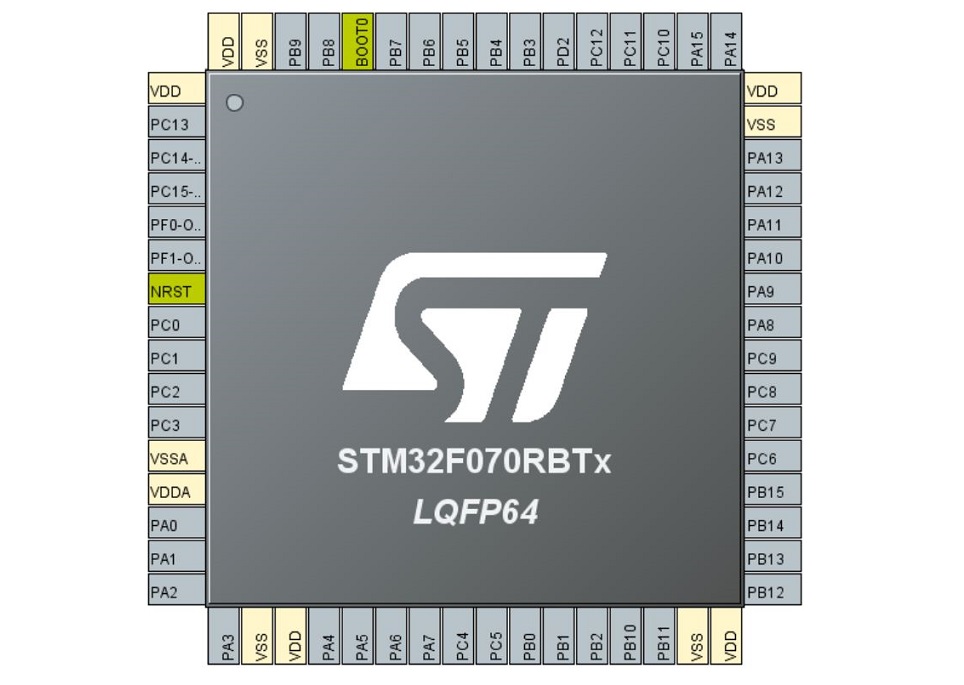 VDD
VSS
PB9
PB8
BOOT0
PB7
PB6
PB5
PB4
PB3
PD2
PC12
PC11
PC10
PA15
PA14
VDD
PC13
PC14-..
PC15-..
PF0-O..
PF1-O..
NRST
PC0
PC1
PC2
PC3
VSSA
VDDA
PA0
PA1
PA2
VDD
VSS
PA13
PA12
PA11
PA10
PA9
PA8
PC9
PC8
PC7
PC6
PB15
PB14
PB13
PB12
ST
STM32F070RBTx
LQFP64
PA3
VSS
VDD
PA4
PA5
PA6
PA7
PC4
PC5
PB0
PB1
PB2
PB10
PB11
VSS
VDD